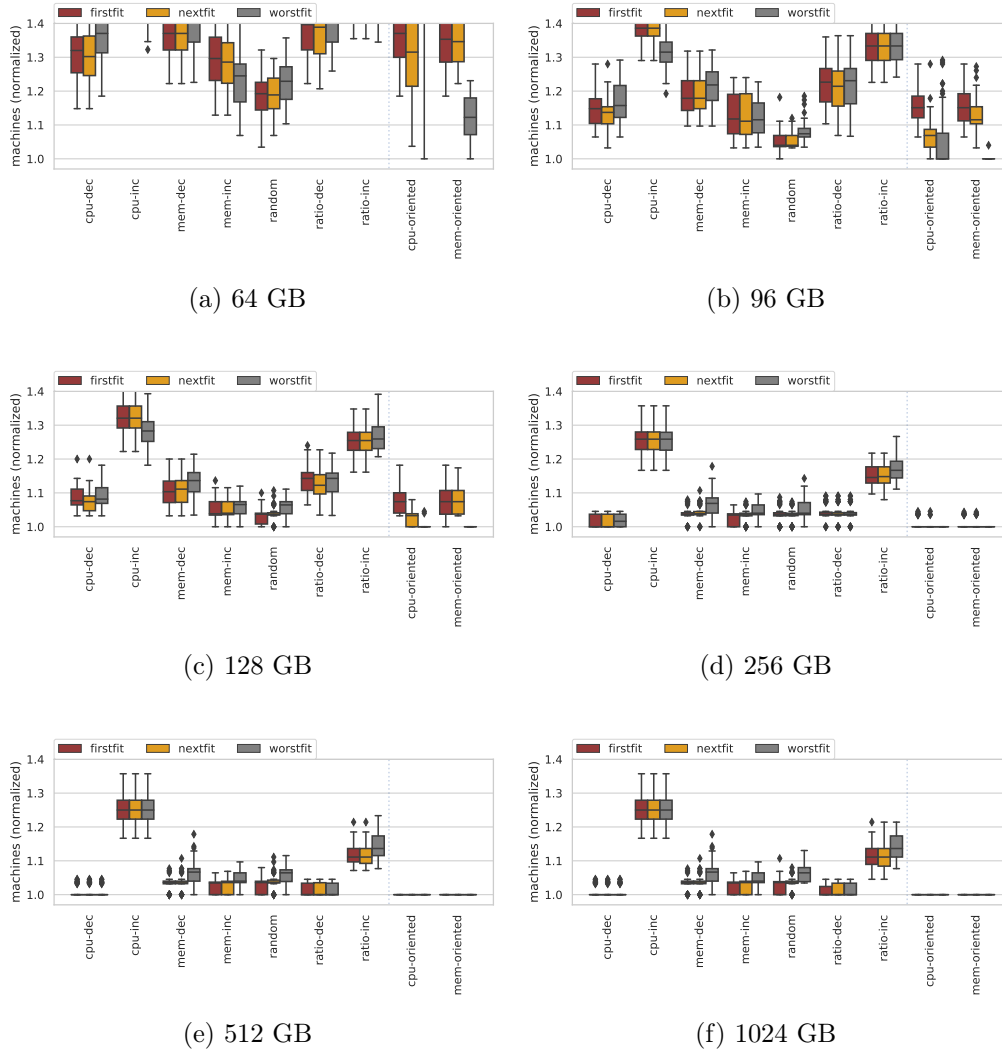 firstfit nextfit worstfit
machines (normalized)
1.4
1.3
1.2
1.1
1.0
cpu-dec
cpu-inc
mem-dec
mem-inc
random
ratio-dec
ratio-inc
cpu-oriented
mem-oriented
(a) 64 GB
firstfit nextfit worstfit
machines (normalized)
1.4
1.3
1.2
1.1
1.0
cpu-dec
cpu-inc
mem-dec
mem-inc
random
ratio-dec
ratio-inc
cpu-oriented
mem-oriented
(b) 96 GB
firstfit nextfit worstfit
machines (normalized)
1.4
1.3
1.2
1.1
1.0
cpu-dec
cpu-inc
mem-dec
mem-inc
random
ratio-dec
ratio-inc
cpu-oriented
mem-oriented
(c) 128 GB
firstfit nextfit worstfit
machines (normalized)
1.4
1.3
1.2
1.1
1.0
cpu-dec
cpu-inc
mem-dec
mem-inc
random
ratio-dec
ratio-inc
cpu-oriented
mem-oriented
(d) 256 GB
firstfit nextfit worstfit
machines (normalized)
1.4
1.3
1.2
1.1
1.0
cpu-dec
cpu-inc
mem-dec
mem-inc
random
ratio-dec
ratio-inc
cpu-oriented
mem-oriented
(e) 512 GB
firstfit nextfit worstfit
machines (normalized)
1.4
1.3
1.2
1.1
1.0
cpu-dec
cpu-inc
mem-dec
mem-inc
random
ratio-dec
ratio-inc
cpu-oriented
mem-oriented
(f) 1024 GB